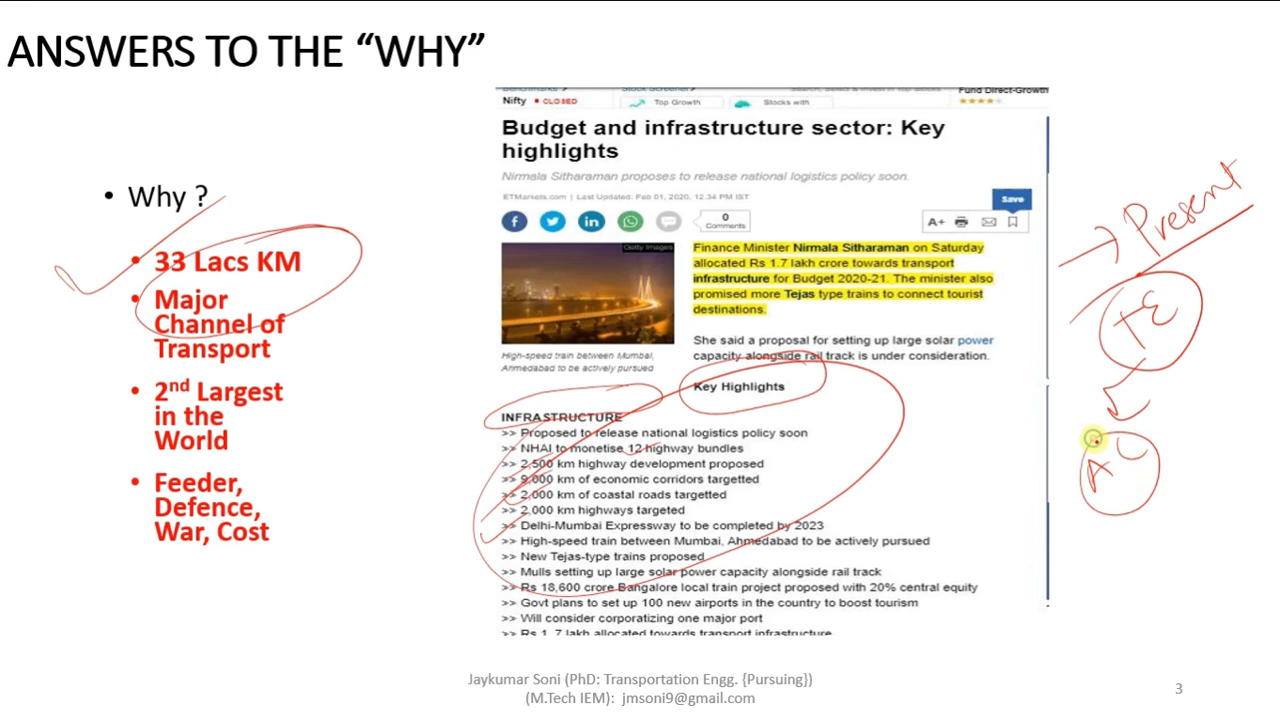 ANSWERS TO THE “WHY”
• Why ?
• 33 Lacs KM
• Major
Channel of
Transport
• 2nd Largest
in the
World
• Feeder,
Defence,
War, Cost
Nifty • CLOSED
Top Growth
Stocks with
Fund Direct-Growth
Budget and infrastructure sector: Key
highlights
Nirmala Sitharaman proposes to release national logistics policy soon.
ETMarkets.com | Last Updated: Feb 01, 2020, 12.34 PM IST
Save
0
Comments
A+
Getty Images
High-speed train between Mumbai,
Ahmedabad to be actively pursued
Finance Minister Nirmala Sitharaman on Saturday
allocated Rs 1.7 lakh crore towards transport
infrastructure for Budget 2020-21. The minister also
promised more Tejas type trains to connect tourist
destinations.
She said a proposal for setting up large solar power
capacity alongside rail track is under consideration.
Key Highlights
INFRASTRUCTURE
>> Proposed to release national logistics policy soon
>> NHAI to monetise 12 highway bundles
>> 2,500 km highway development proposed
>> 9,000 km of economic corridors targetted
>> 2,000 km of coastal roads targetted
>> 2,000 km highways targeted
>> Delhi-Mumbai Expressway to be completed by 2023
>> High-speed train between Mumbai, Ahmedabad to be actively pursued
>> New Tejas-type trains proposed
>> Mulls setting up large solar power capacity alongside rail track
>> Rs 18,600 crore Bangalore local train project proposed with 20% central equity
>> Govt plans to set up 100 new airports in the country to boost tourism
>> Will consider corporatizing one major port
>> Rs 1.7 lakh allocated towards transport infrastructure
→ Present
TE
AC
Jaykumar Soni (PhD: Transportation Engg. {Pursuing})
(M.Tech IEM): jmsoni9@gmail.com
3